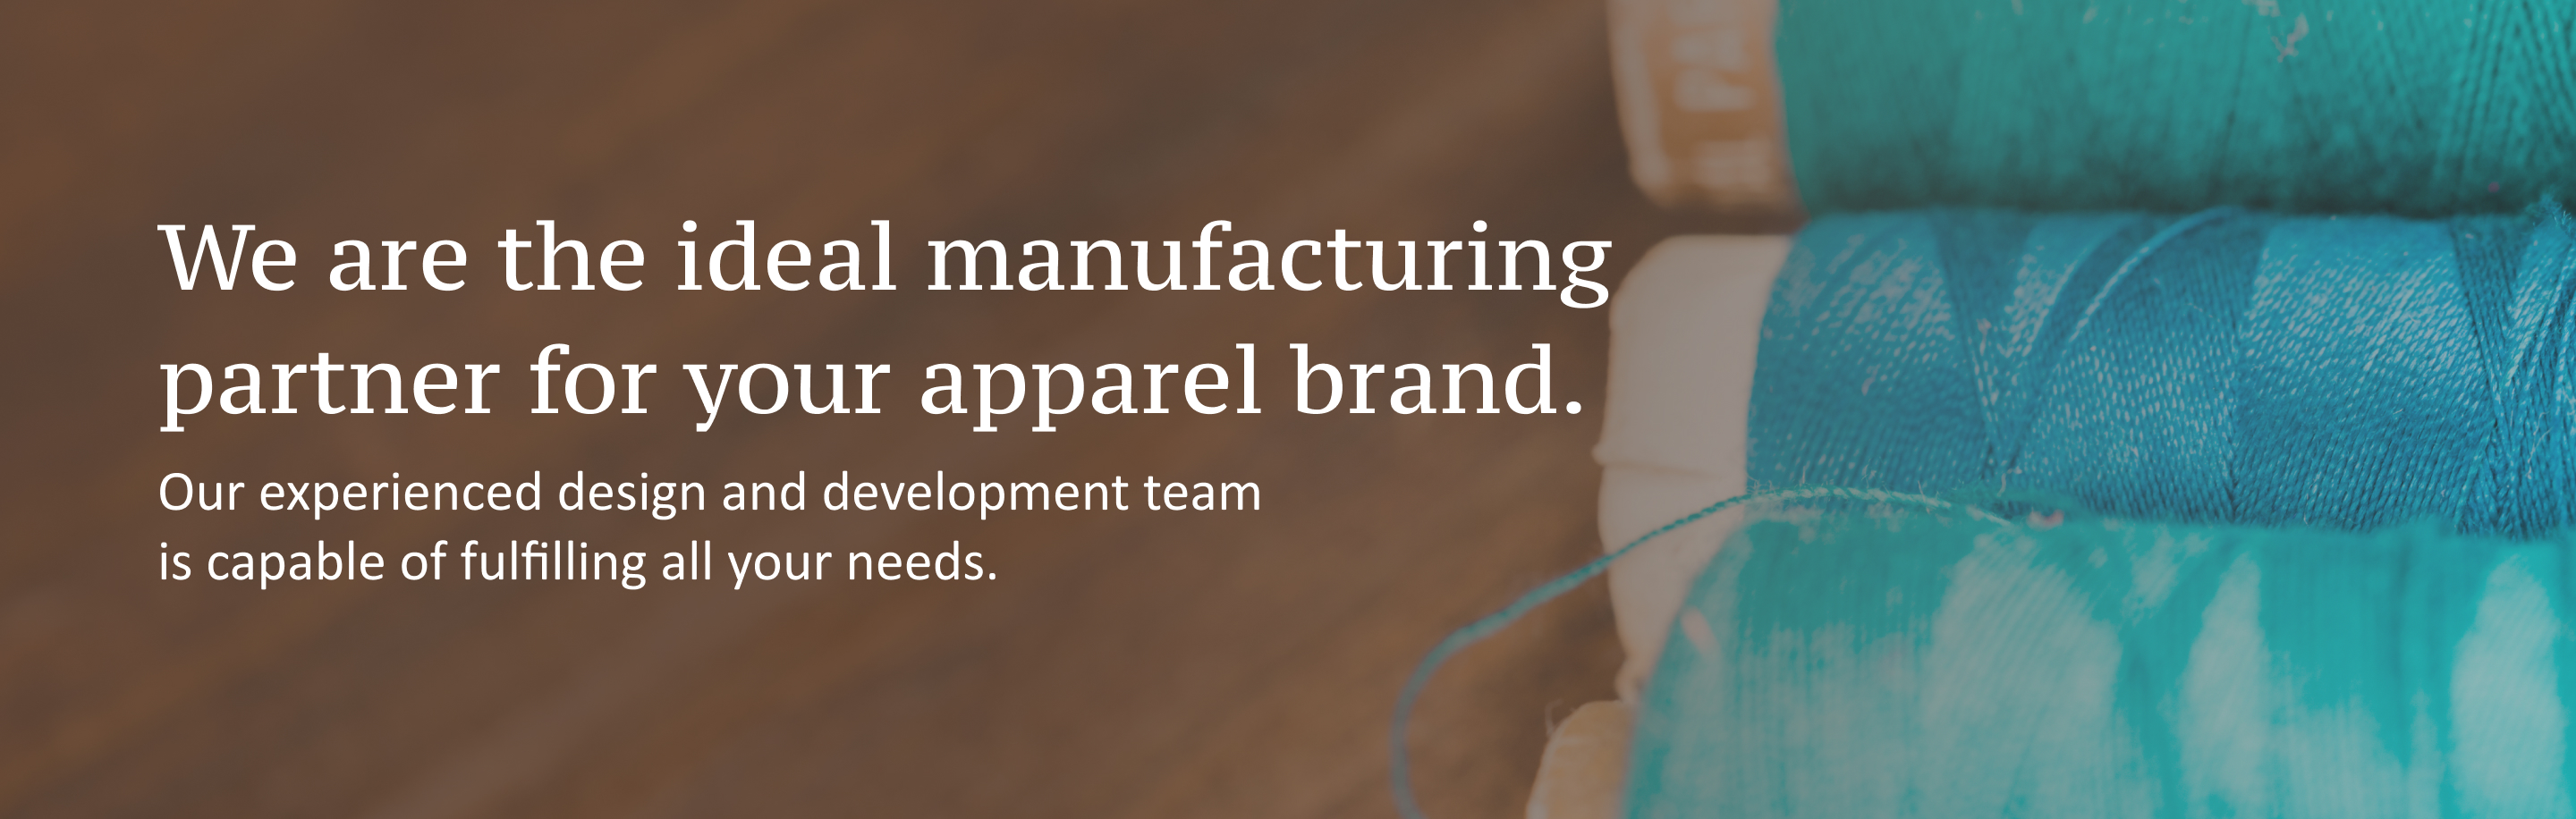 We are the ideal manufacturing
partner for your apparel brand.
Our experienced design and development team
is capable of fulfilling all your needs.